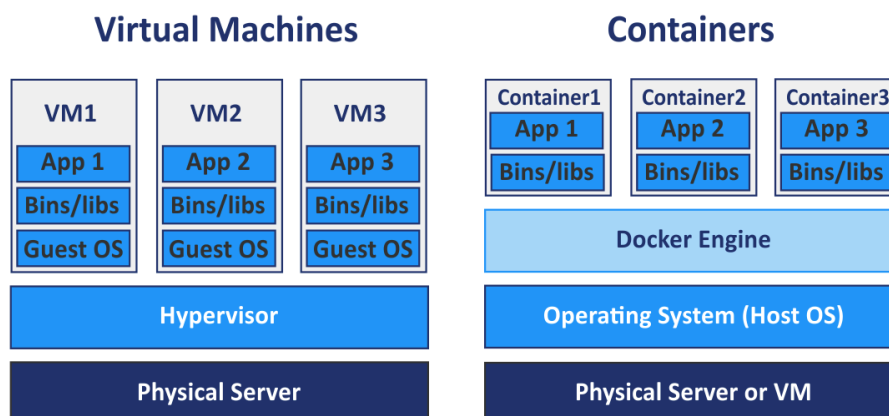 Virtual Machines
VM1
App 1
Bins/libs
Guest OS
VM2
App 2
Bins/libs
Guest OS
VM3
App 3
Bins/libs
Guest OS
Hypervisor
Physical Server
Containers
Container1
App 1
Bins/libs
Container2
App 2
Bins/libs
Container3
App 3
Bins/libs
Docker Engine
Operating System (Host OS)
Physical Server or VM